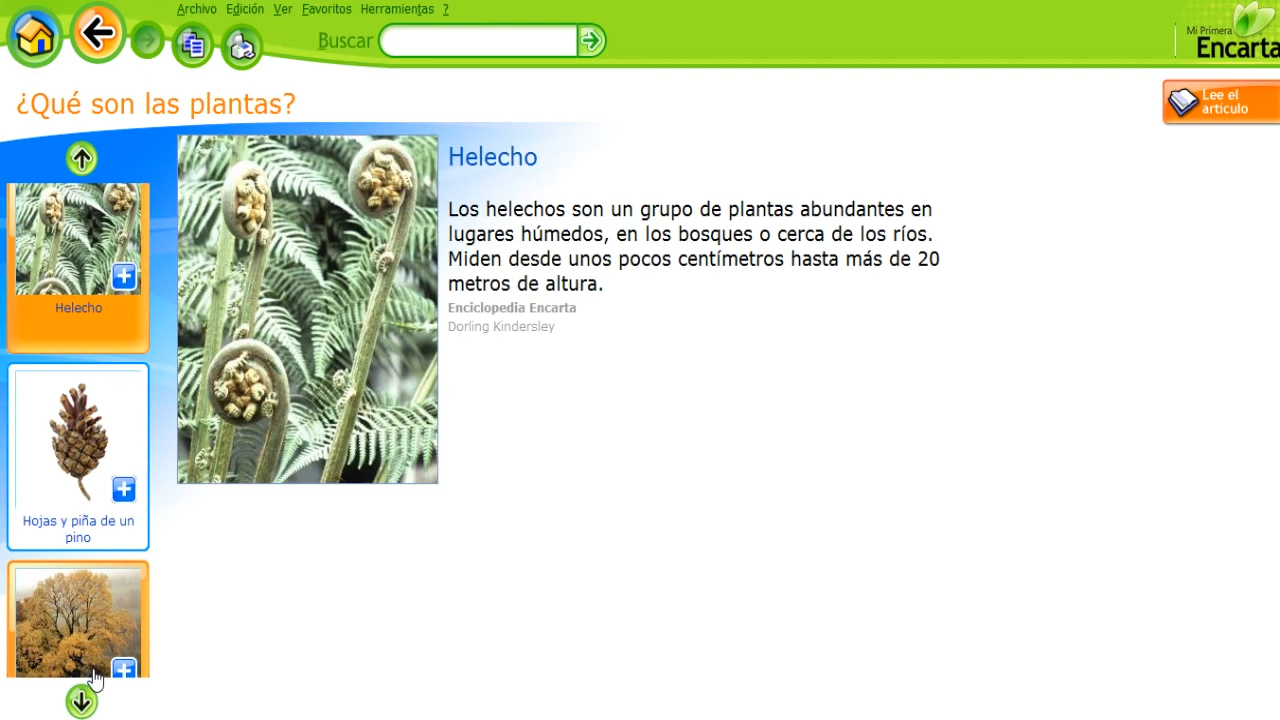 Archivo Edición Ver Favoritos Herramientas ?
Buscar
Mi Primera
Encarta
¿Qué son las plantas?
Lee el
artículo
Helecho
Los helechos son un grupo de plantas abundantes en
lugares húmedos, en los bosques o cerca de los ríos.
Miden desde unos pocos centímetros hasta más de 20
metros de altura.
Enciclopedia Encarta
Dorling Kindersley
Helecho
Hojas y piña de un
pino